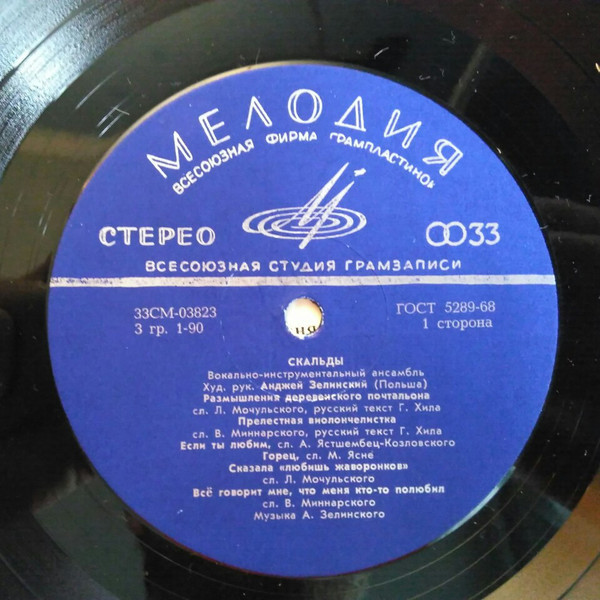 МЕЛОДИЯ
ВСЕСОЮЗНАЯ ФИРМА ГРАМПЛАСТИНОК
СТЕРЕО 33
ВСЕСОЮЗНАЯ СТУДИЯ ГРАМЗАПИСИ
33СМ-03823 ГОСТ 5289-68
3 гр. 1-90 1 сторона
ИЯ
СКАЛЬДЫ
Вокально-инструментальный ансамбль
Худ. рук. Анджей Зелинский (Польша)
Размышления деревенского почтальона
сл. Л. Мочульского, русский текст Г. Хила
Прелестная виолончелистка
сл. В. Миннарского, русский текст Г. Хила
Если ты любим, сл. А. Ястшембец-Козловского
Горец, сл. М. Ясне
Сказала «любишь жаворонков»
сл. Л. Мочульского
Всё говорит мне, что меня кто-то полюбил
сл. В. Миннарского
Музыка А. Зелинского